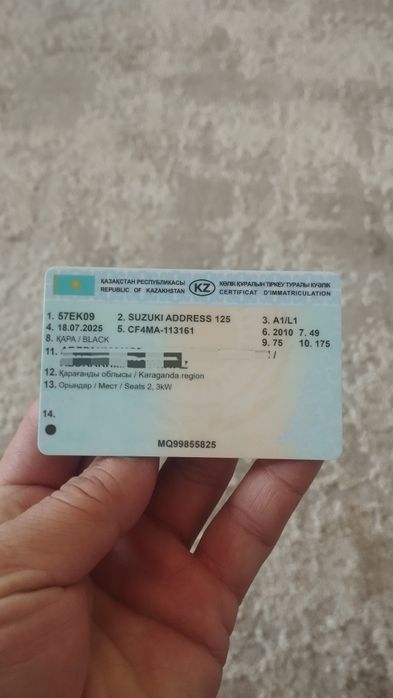 ҚАЗАҚСТАН РЕСПУБЛИКАСЫ
REPUBLIC OF KAZAKHSTAN
KZ
КӨЛІК ҚҰРАЛЫН ТІРКЕУ ТУРАЛЫ КУӘЛІК
CERTIFICAT D'IMMATRICULATION
1. 57EK09 2. SUZUKI ADDRESS 125 3. A1/L1
4. 18.07.2025 5. CF4MA-113161 6. 2010 7. 49
8. ҚАРА / BLACK 9. 75 10. 175
11. /
12. Қарағанды облысы / Karaganda region
13. Орындар / Мест / Seats 2, 3kW
14.
MQ99855825